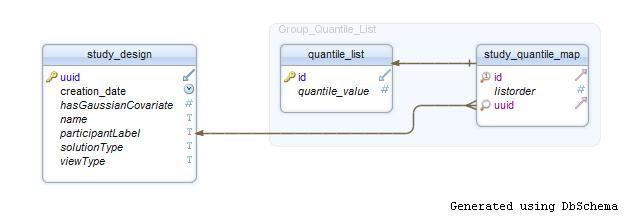 Group_Quantile_List
study_design
uuid
creation_date
hasGaussianCovariate #
name T
participantLabel T
solutionType T
viewType T
quantile_list
id
quantile_value #
study_quantile_map
id
listorder #
uuid
Generated using DbSchema